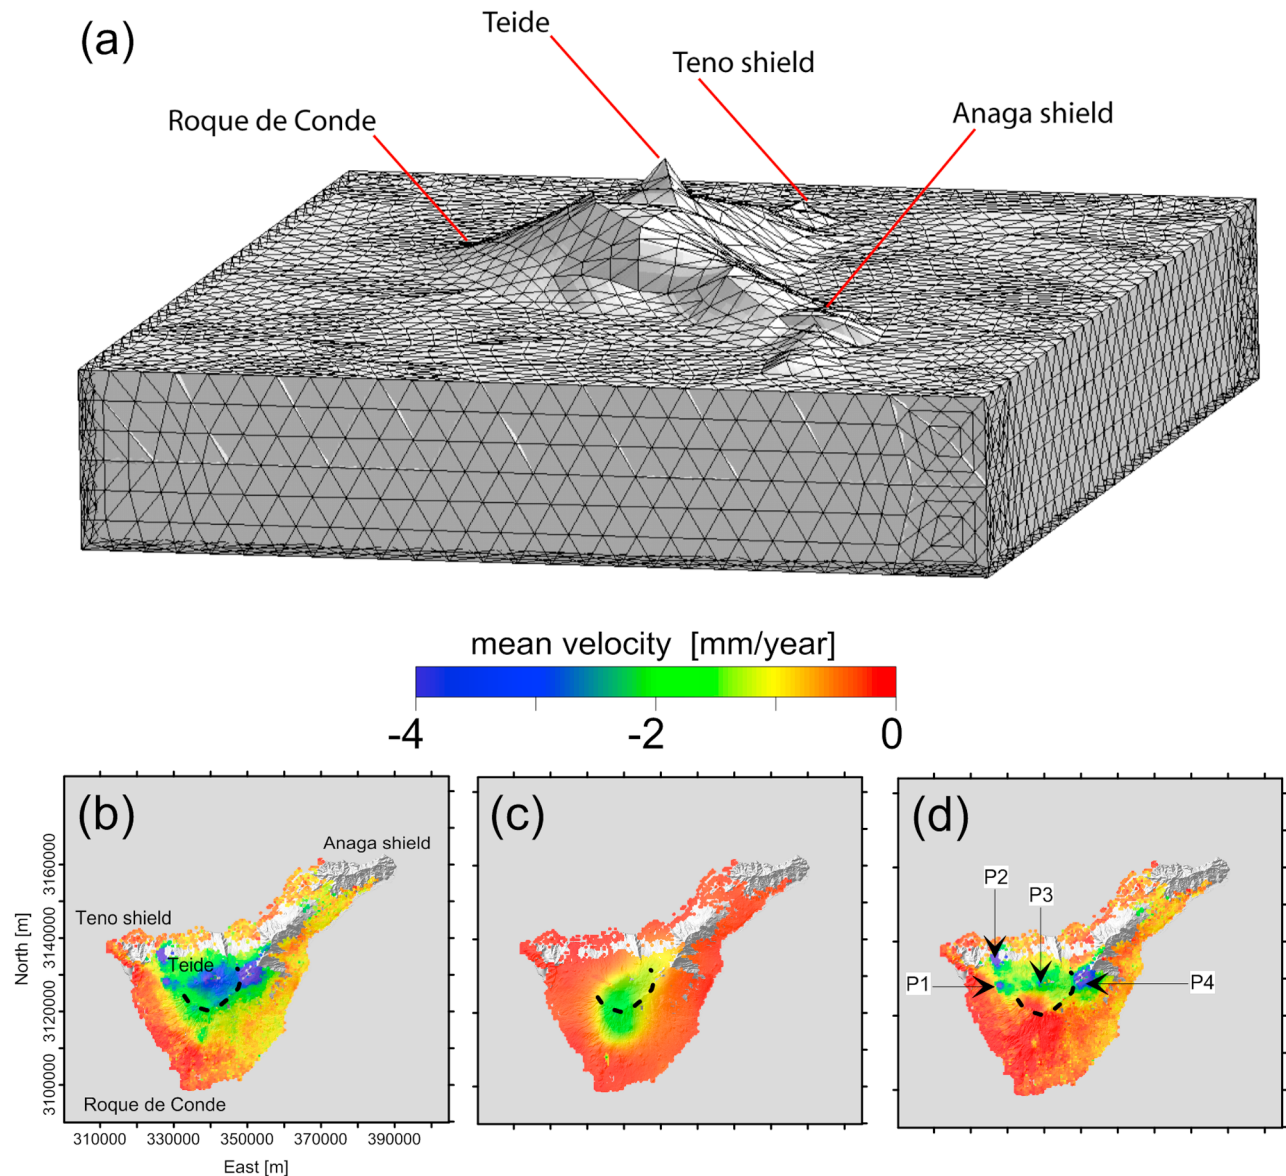 (a)
Teide
Teno shield
Anaga shield
Roque de Conde
mean velocity [mm/year]
-4 -2 0
(b)
Anaga shield
Teno shield
Teide
Roque de Conde
North [m]
3160000
3140000
3120000
3100000
310000 330000 350000 370000 390000
East [m]
(c)
(d)
P2
P3
P1
P4